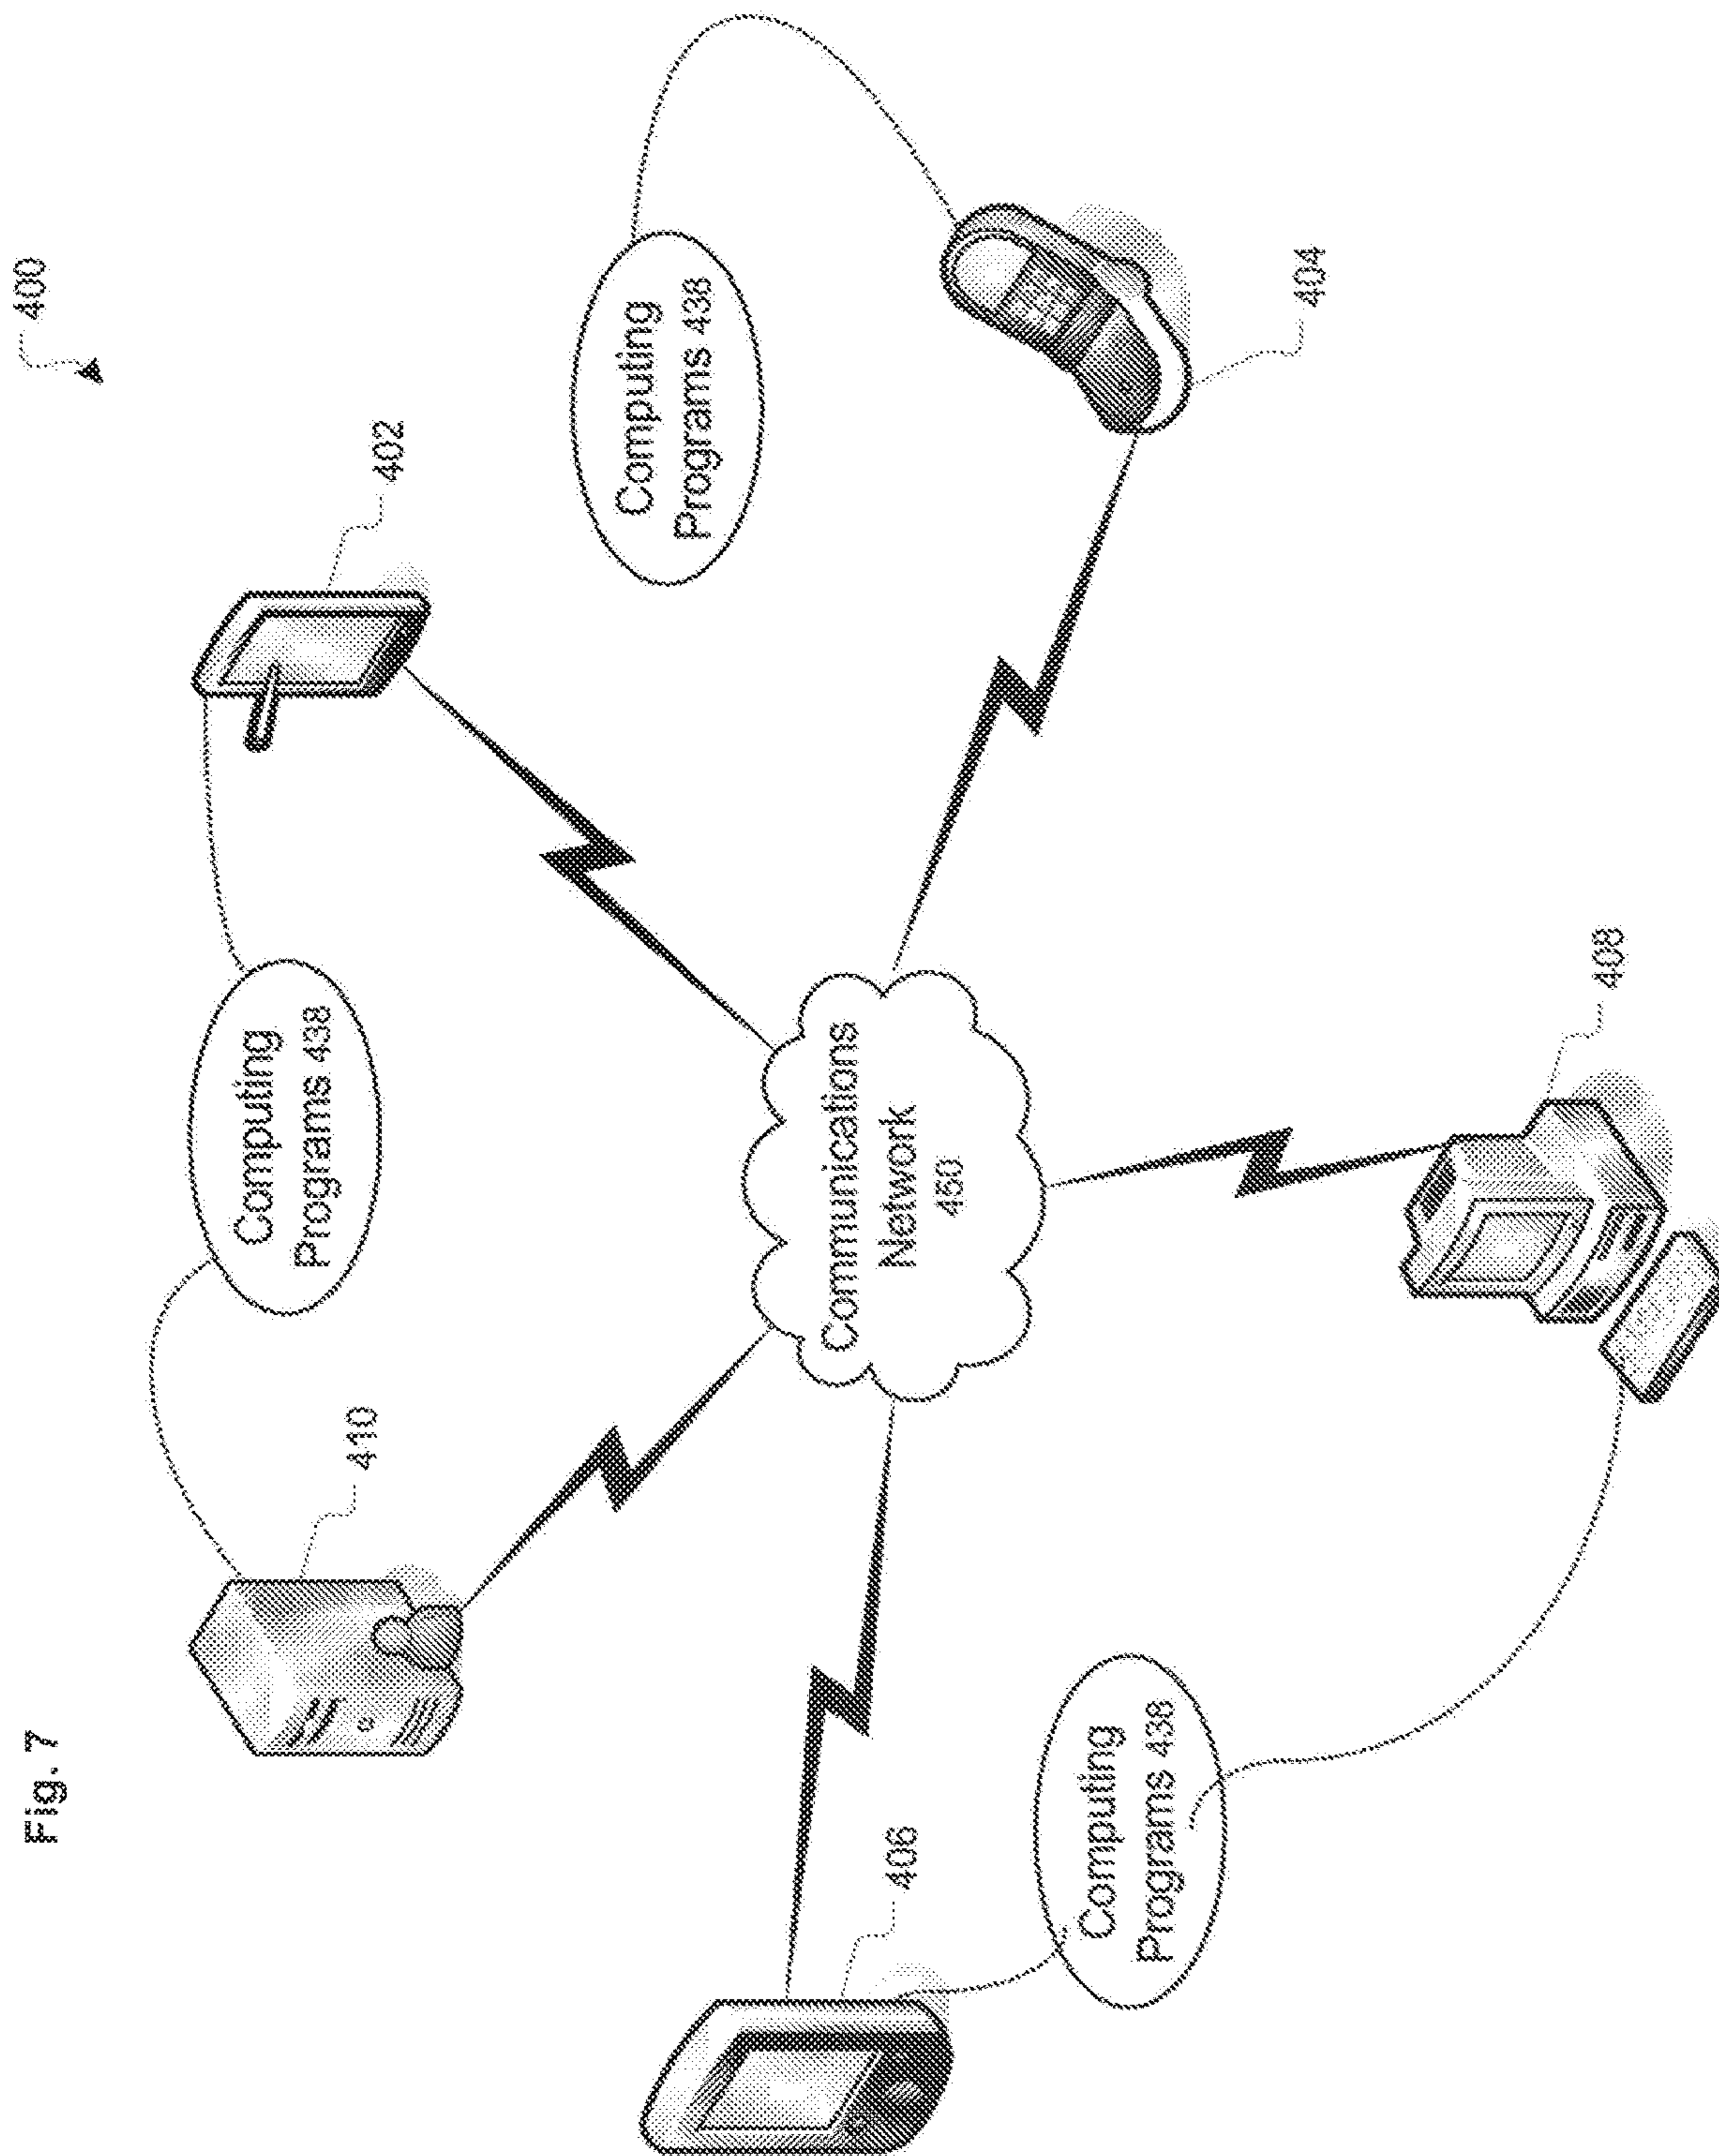 Fig. 7
400
410
Computing
Programs 438
402
Computing
Programs 438
406
Communications
Network
450
404
Computing
Programs 438
408